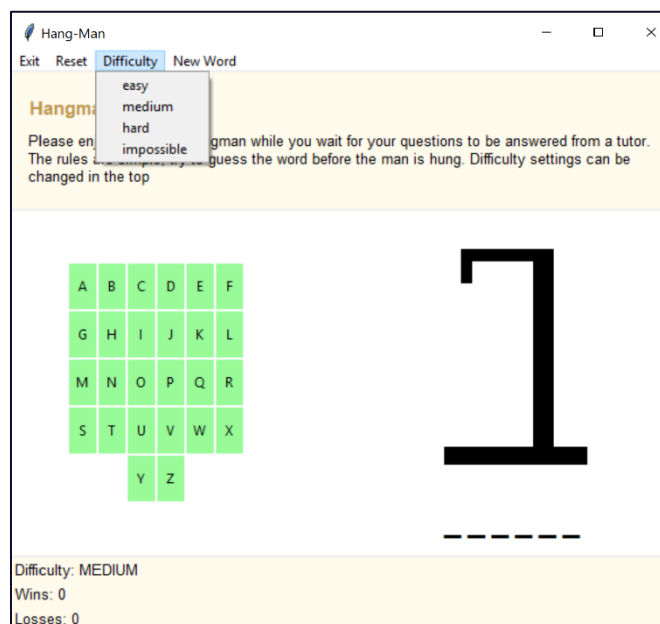 Hang-Man
Exit Reset Difficulty New Word
easy
medium
hard
impossible
Hangm
Please en gman while you wait for your questions to be answered from a tutor.
The rules guess the word before the man is hung. Difficulty settings can be
changed in the top
A B C D E F
G H I J K L
M N O P Q R
S T U V W X
Y Z
Difficulty: MEDIUM
Wins: 0
Losses: 0